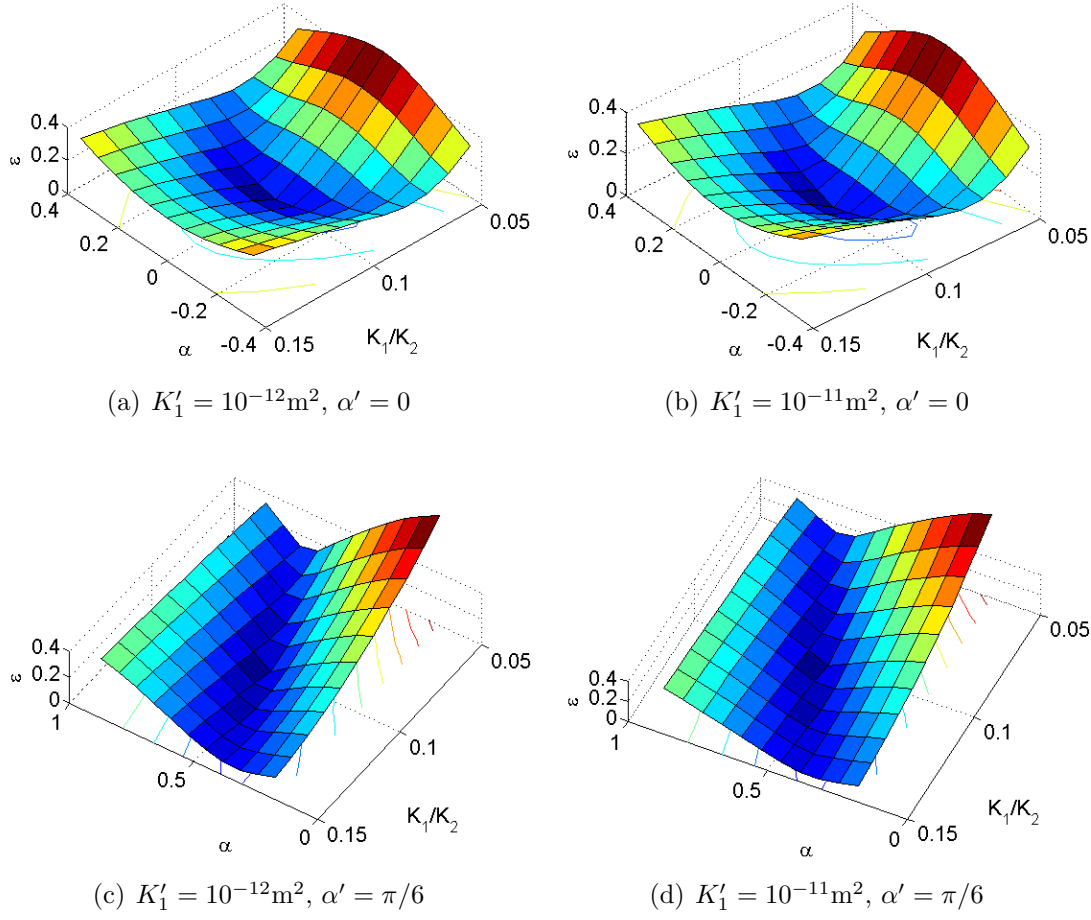 0.4
0.2
0
ε
0.4
0.2
0
-0.2
-0.4
α
0.15
0.1
0.05
K₁/K₂
(a) K′₁ = 10⁻¹²m², α′ = 0
0.4
0.2
0
ε
0.4
0.2
0
-0.2
-0.4
α
0.15
0.1
0.05
K₁/K₂
(b) K′₁ = 10⁻¹¹m², α′ = 0
0.4
0.2
0
ε
1
0.5
0
α
0.15
0.1
0.05
K₁/K₂
(c) K′₁ = 10⁻¹²m², α′ = π/6
0.4
0.2
0
ε
1
0.5
0
α
0.15
0.1
0.05
K₁/K₂
(d) K′₁ = 10⁻¹¹m², α′ = π/6